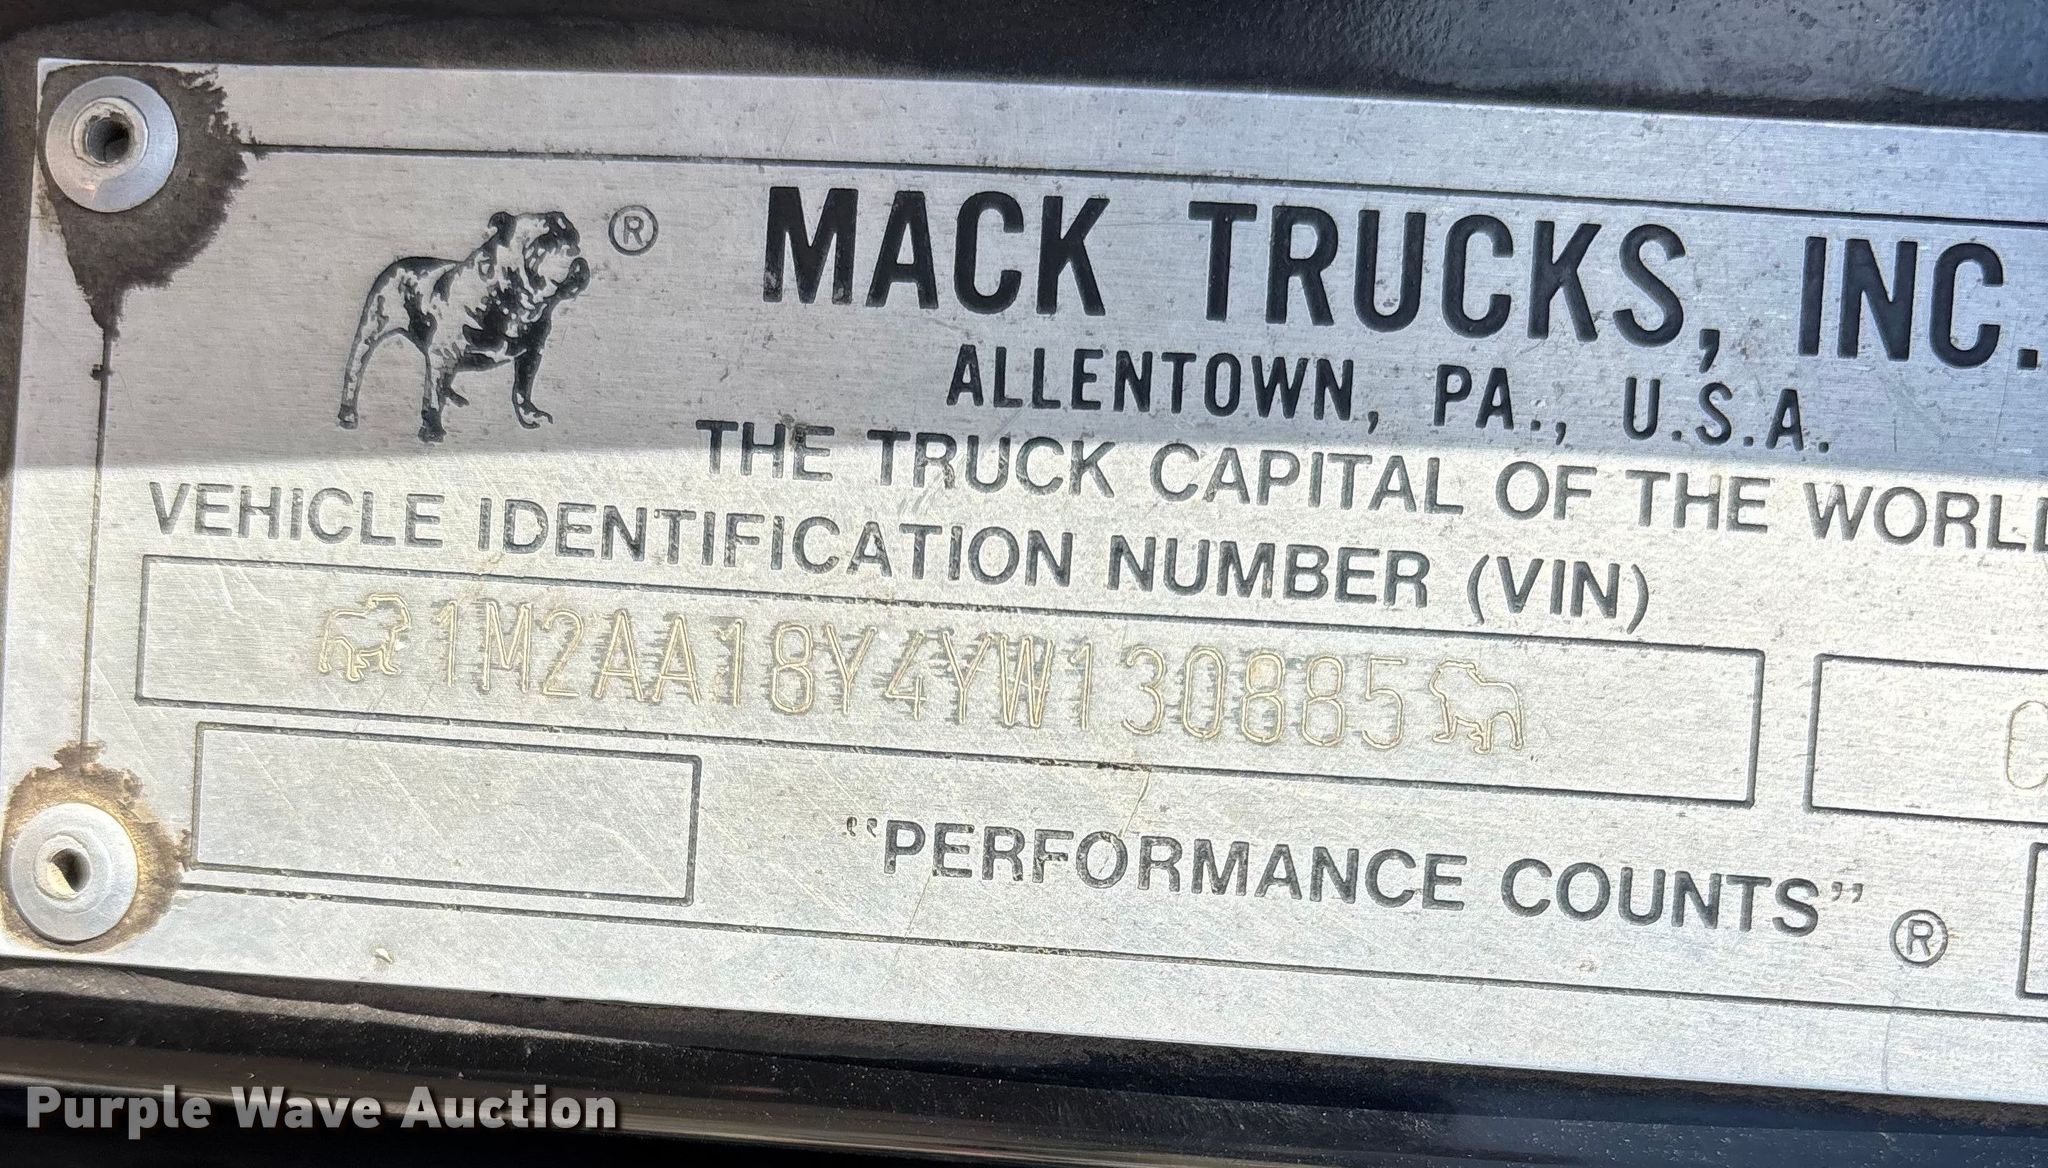 ®
MACK TRUCKS, INC.
ALLENTOWN, PA., U.S.A.
THE TRUCK CAPITAL OF THE WORLD
VEHICLE IDENTIFICATION NUMBER (VIN)
1M2AA18Y4YW130885
"PERFORMANCE COUNTS" ®
Purple Wave Auction